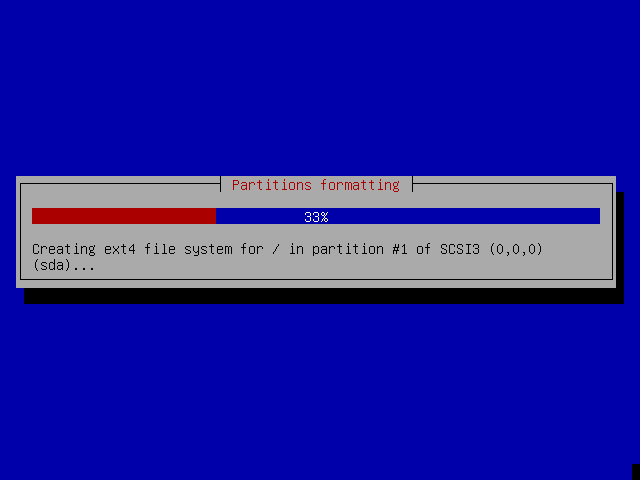 Partitions formatting
33%
Creating ext4 file system for / in partition #1 of SCSI3 (0,0,0)
(sda)...